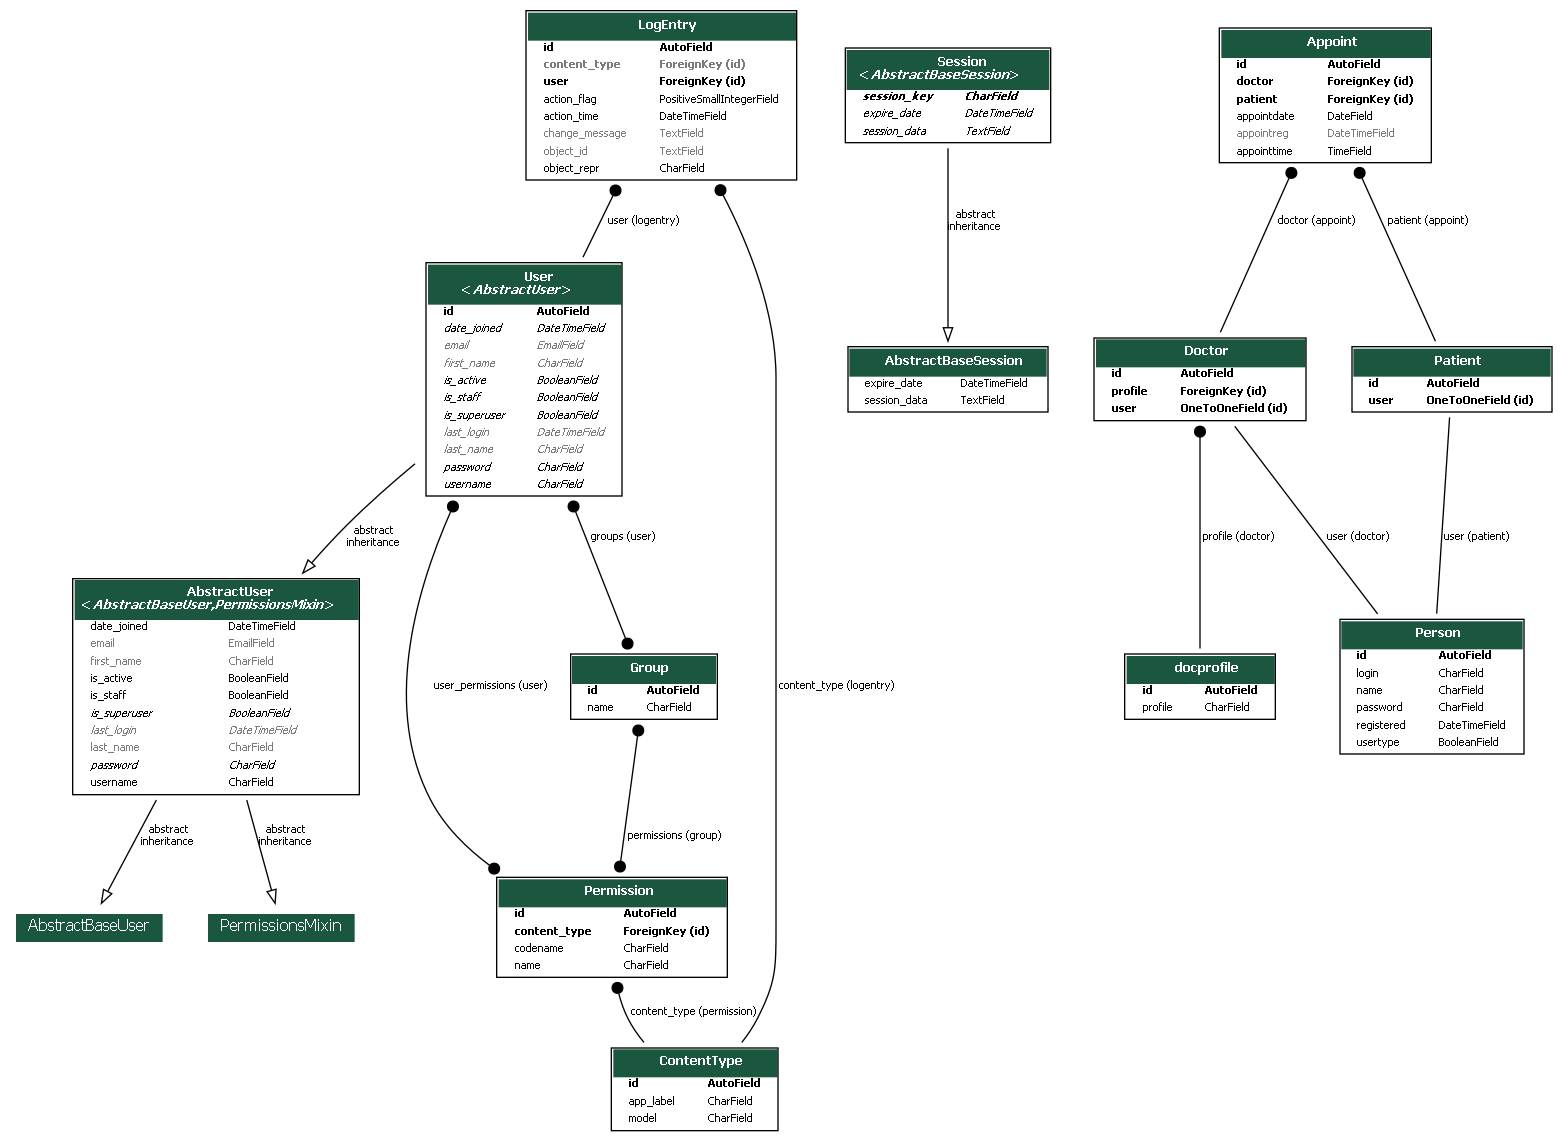 LogEntry
id AutoField
content_type ForeignKey (id)
user ForeignKey (id)
action_flag PositiveSmallIntegerField
action_time DateTimeField
change_message TextField
object_id TextField
object_repr CharField
Session
<AbstractBaseSession>
session_key CharField
expire_date DateTimeField
session_data TextField
Appoint
id AutoField
doctor ForeignKey (id)
patient ForeignKey (id)
appointdate DateField
appointreg DateTimeField
appointtime TimeField
user (logentry)
abstract
inheritance
doctor (appoint)
patient (appoint)
User
<AbstractUser>
id AutoField
date_joined DateTimeField
email EmailField
first_name CharField
is_active BooleanField
is_staff BooleanField
is_superuser BooleanField
last_login DateTimeField
last_name CharField
password CharField
username CharField
AbstractBaseSession
expire_date DateTimeField
session_data TextField
Doctor
id AutoField
profile ForeignKey (id)
user OneToOneField (id)
Patient
id AutoField
user OneToOneField (id)
abstract
inheritance
groups (user)
profile (doctor)
user (doctor)
user (patient)
AbstractUser
<AbstractBaseUser,PermissionsMixin>
date_joined DateTimeField
email EmailField
first_name CharField
is_active BooleanField
is_staff BooleanField
is_superuser BooleanField
last_login DateTimeField
last_name CharField
password CharField
username CharField
user_permissions (user)
Group
id AutoField
name CharField
content_type (logentry)
docprofile
id AutoField
profile CharField
Person
id AutoField
login CharField
name CharField
password CharField
registered DateTimeField
usertype BooleanField
abstract
inheritance
abstract
inheritance
permissions (group)
AbstractBaseUser
PermissionsMixin
Permission
id AutoField
content_type ForeignKey (id)
codename CharField
name CharField
content_type (permission)
ContentType
id AutoField
app_label CharField
model CharField